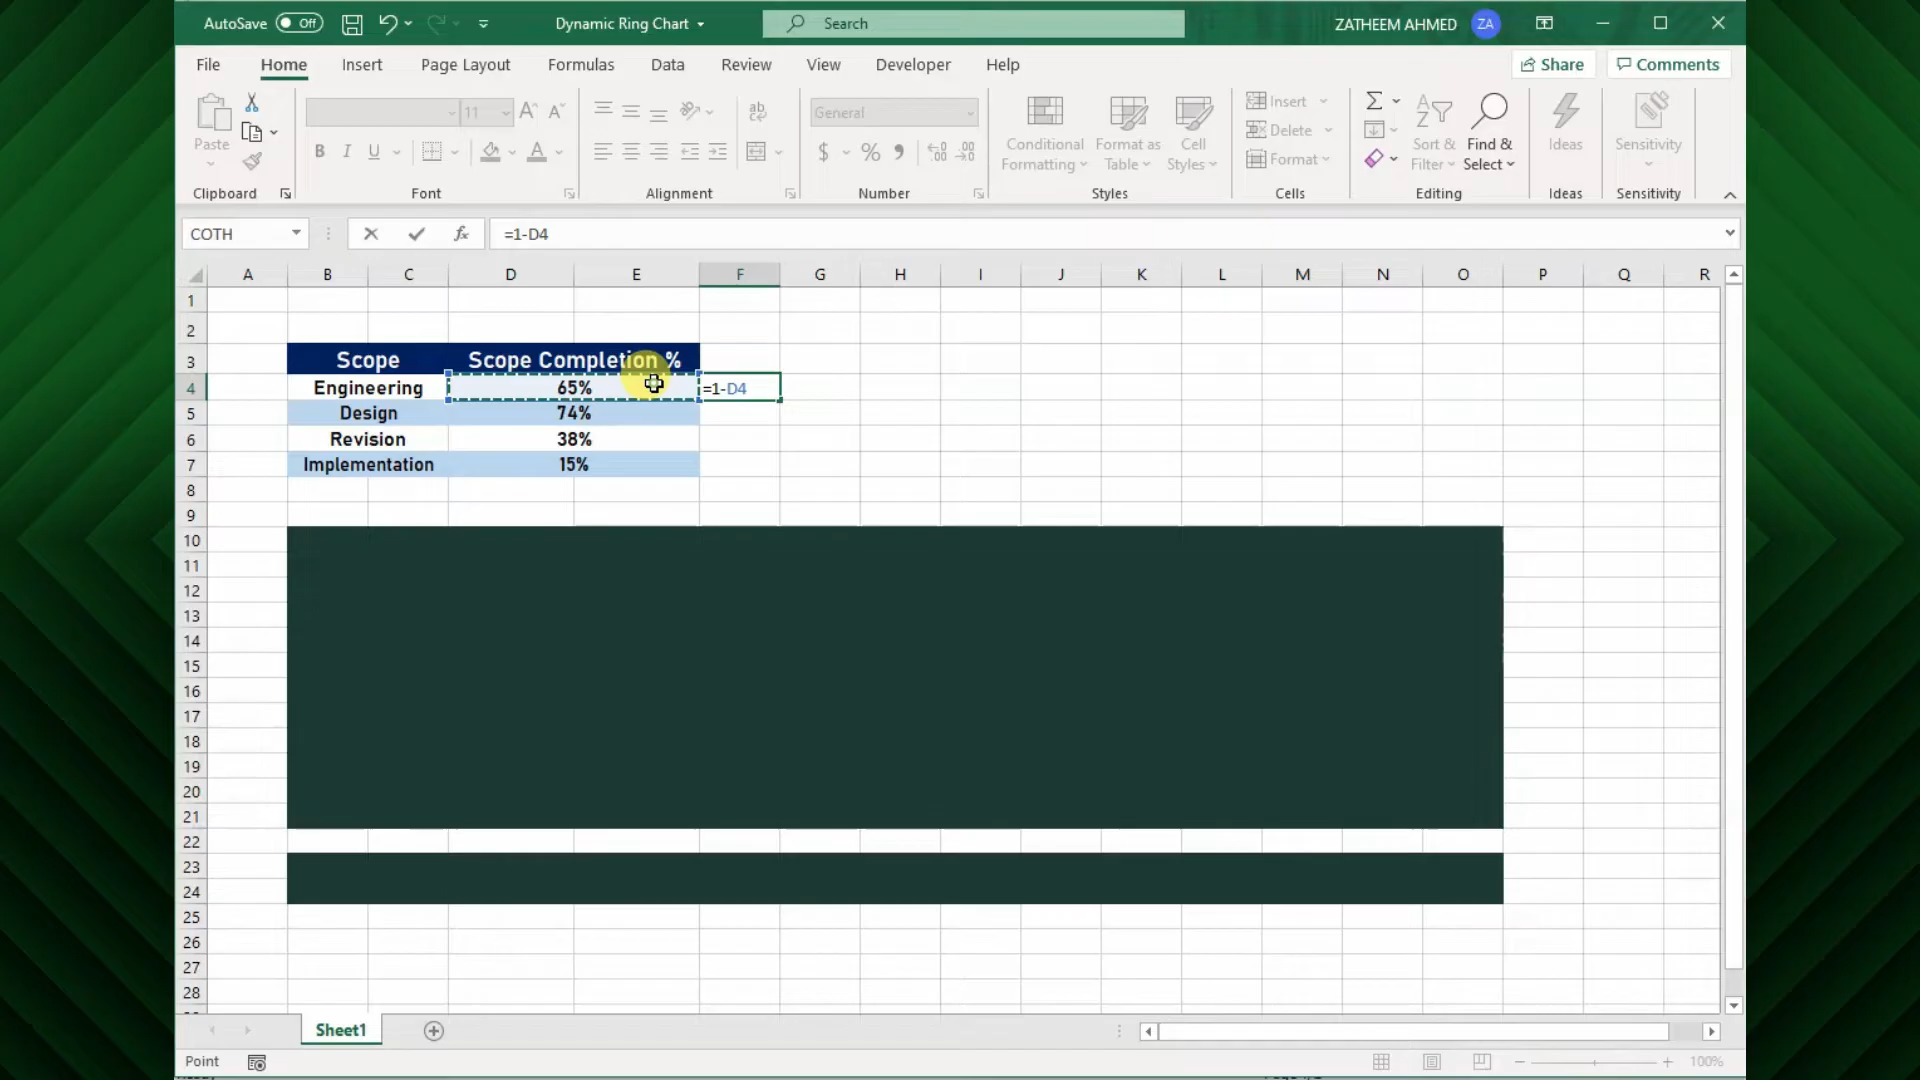 AutoSave Off Dynamic Ring Chart Search ZATHEEM AHMED ZA
File Home Insert Page Layout Formulas Data Review View Developer Help Share Comments
Paste
Clipboard
11
Font
Alignment
General
Number
Conditional Formatting
Format as Table
Cell Styles
Styles
Insert
Delete
Format
Cells
Sort & Filter
Find & Select
Editing
Ideas
Ideas
Sensitivity
Sensitivity
COTH fx =1-D4
A B C D E F G H I J K L M N O P Q R
1
2
3 Scope Scope Completion %
4 Engineering 65% =1-D4
5 Design 74%
6 Revision 38%
7 Implementation 15%
8
9
10
11
12
13
14
15
16
17
18
19
20
21
22
23
24
25
26
27
28
Sheet1
Point 100%